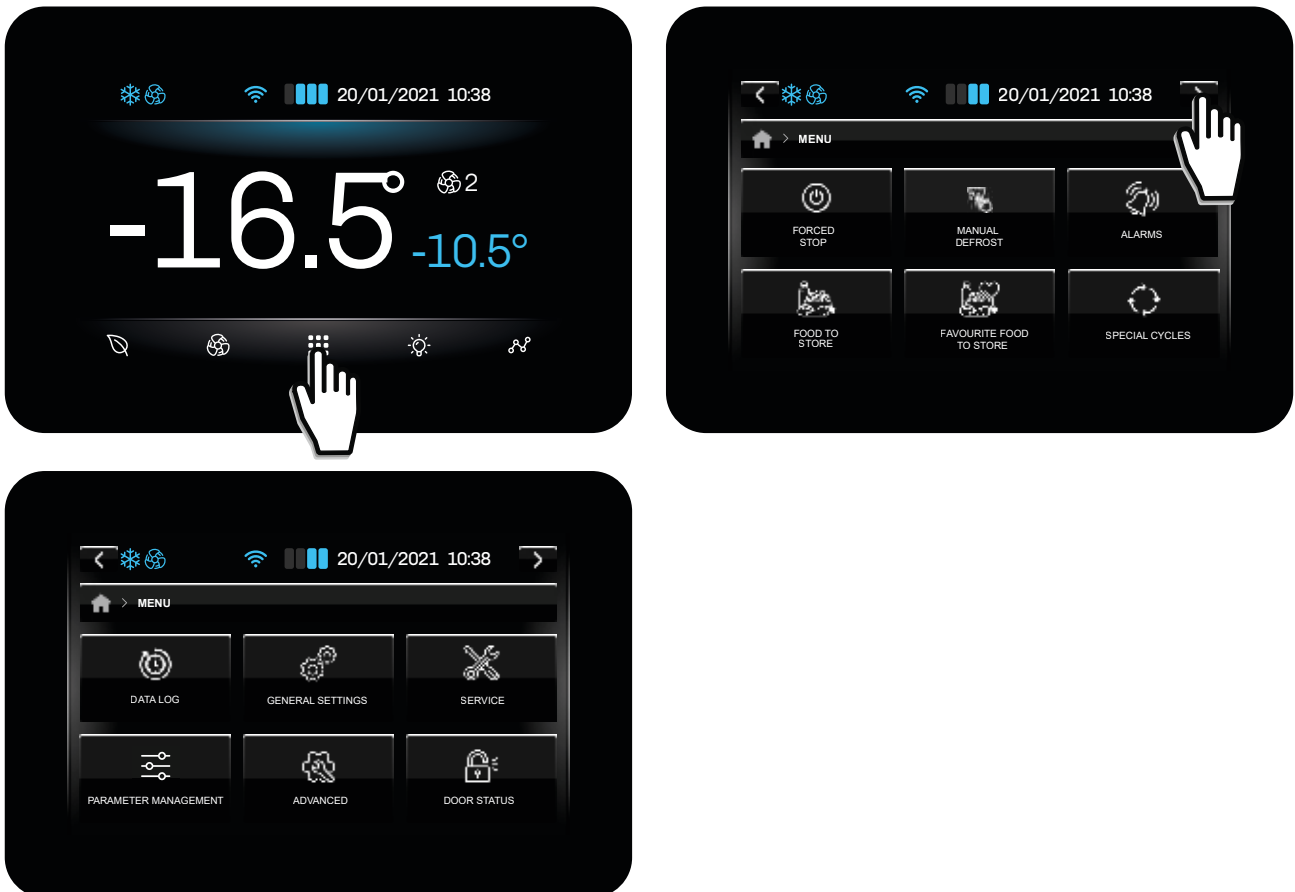 20/01/2021 10:38
-16.5°
2
-10.5°
20/01/2021 10:38
MENU
FORCED
STOP
MANUAL
DEFROST
ALARMS
FOOD TO
STORE
FAVOURITE FOOD
TO STORE
SPECIAL CYCLES
20/01/2021 10:38
MENU
DATA LOG
GENERAL SETTINGS
SERVICE
PARAMETER MANAGEMENT
ADVANCED
DOOR STATUS